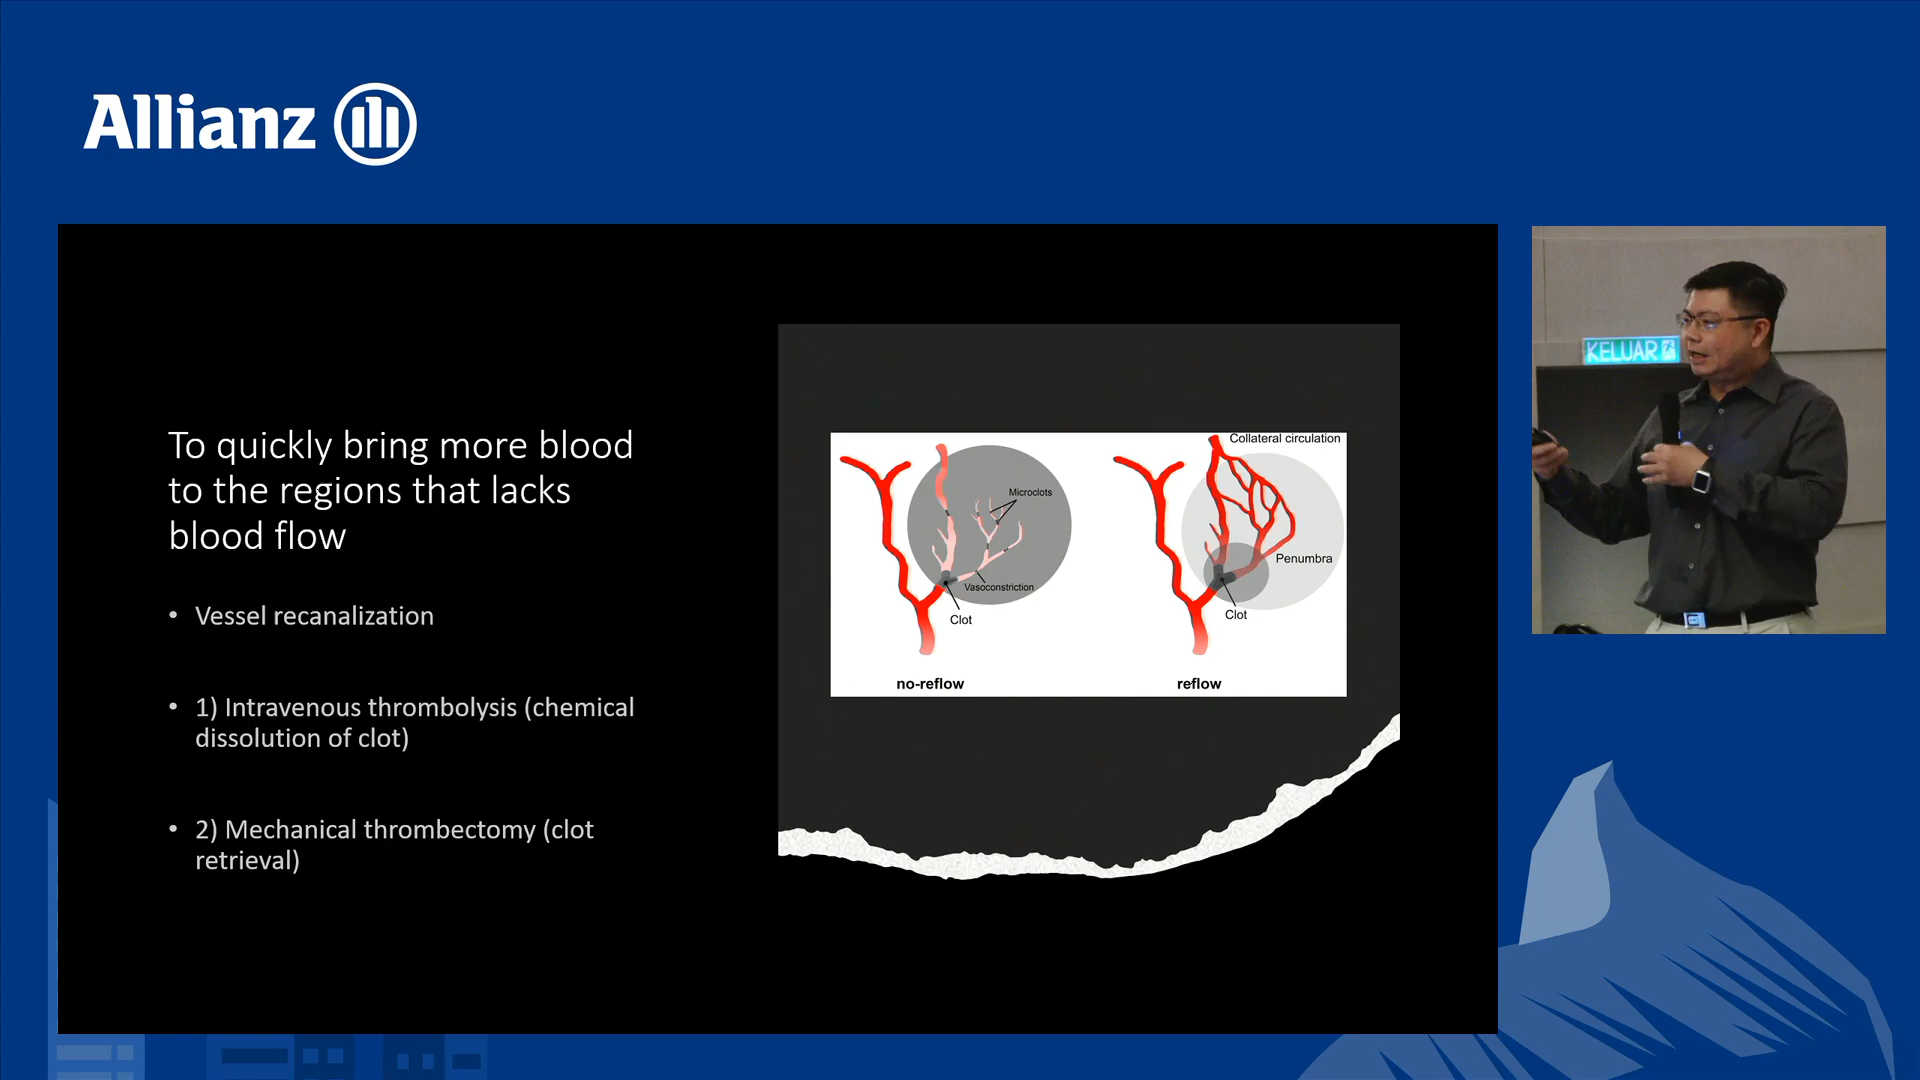 Allianz
To quickly bring more blood
to the regions that lacks
blood flow
• Vessel recanalization
• 1) Intravenous thrombolysis (chemical
dissolution of clot)
• 2) Mechanical thrombectomy (clot
retrieval)
Microclots
Vasoconstriction
Clot
no-reflow
Collateral circulation
Penumbra
Clot
reflow
KELUAR